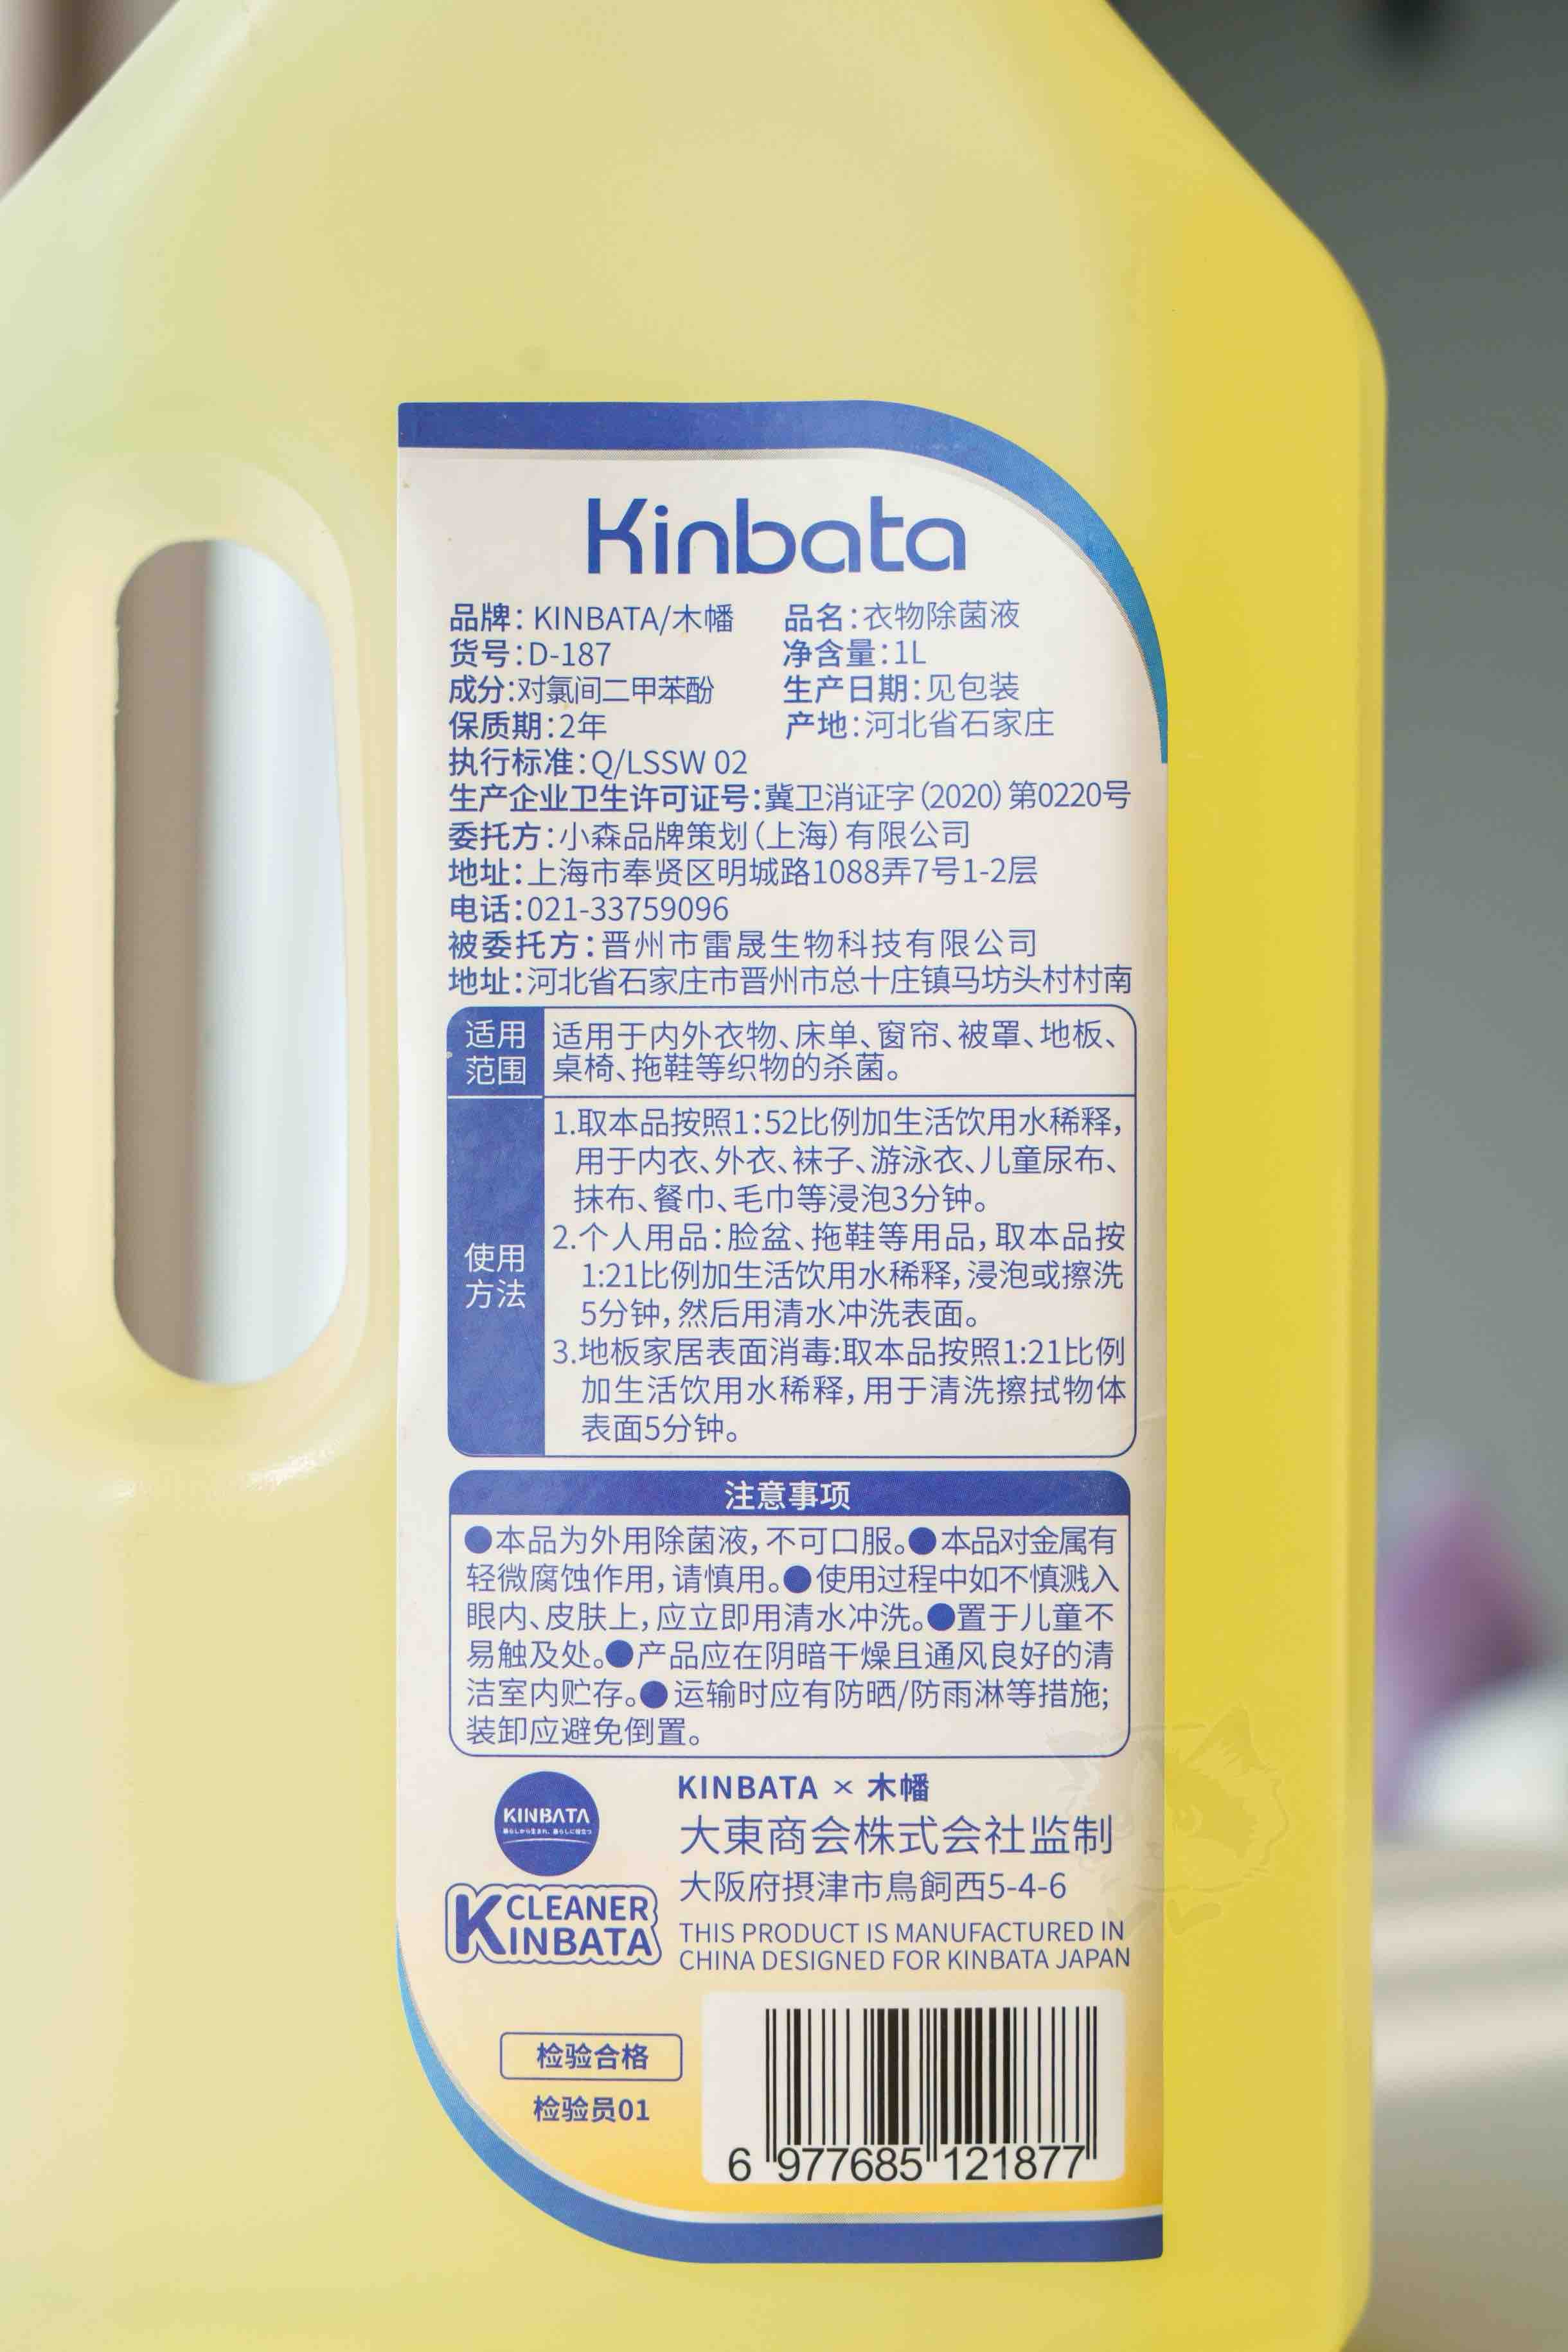 Kinbata
品牌：KINBATA/木幡 品名：衣物除菌液
货号：D-187 净含量：1L
成分：对氯间二甲苯酚 生产日期：见包装
保质期：2年 产地：河北省石家庄
执行标准：Q/LSSW 02
生产企业卫生许可证号：冀卫消证字（2020）第0220号
委托方：小森品牌策划（上海）有限公司
地址：上海市奉贤区明城路1088弄7号1-2层
电话：021-33759096
被委托方：晋州市雷晟生物科技有限公司
地址：河北省石家庄市晋州市总十庄镇马坊头村村南
适用范围
适用于内外衣物、床单、窗帘、被罩、地板、
桌椅、拖鞋等织物的杀菌。
使用方法
1.取本品按照1:52比例加生活饮用水稀释，
用于内衣、外衣、袜子、游泳衣、儿童尿布、
抹布、餐巾、毛巾等浸泡3分钟。
2.个人用品：脸盆、拖鞋等用品，取本品按
1:21比例加生活饮用水稀释，浸泡或擦洗
5分钟，然后用清水冲洗表面。
3.地板家居表面消毒:取本品按照1:21比例
加生活饮用水稀释，用于清洗擦拭物体
表面5分钟。
注意事项
●本品为外用除菌液，不可口服。●本品对金属有
轻微腐蚀作用，请慎用。●使用过程中如不慎溅入
眼内、皮肤上，应立即用清水冲洗。●置于儿童不
易触及处。●产品应在阴暗干燥且通风良好的清
洁室内贮存。●运输时应有防晒/防雨淋等措施；
装卸应避免倒置。
KINBATA
暮らしから生まれ、暮らしに役立つ
CLEANER
KINBATA
KINBATA × 木幡
大東商会株式会社监制
大阪府摂津市鳥飼西5-4-6
THIS PRODUCT IS MANUFACTURED IN
CHINA DESIGNED FOR KINBATA JAPAN
检验合格
检验员01
6 977685 121877